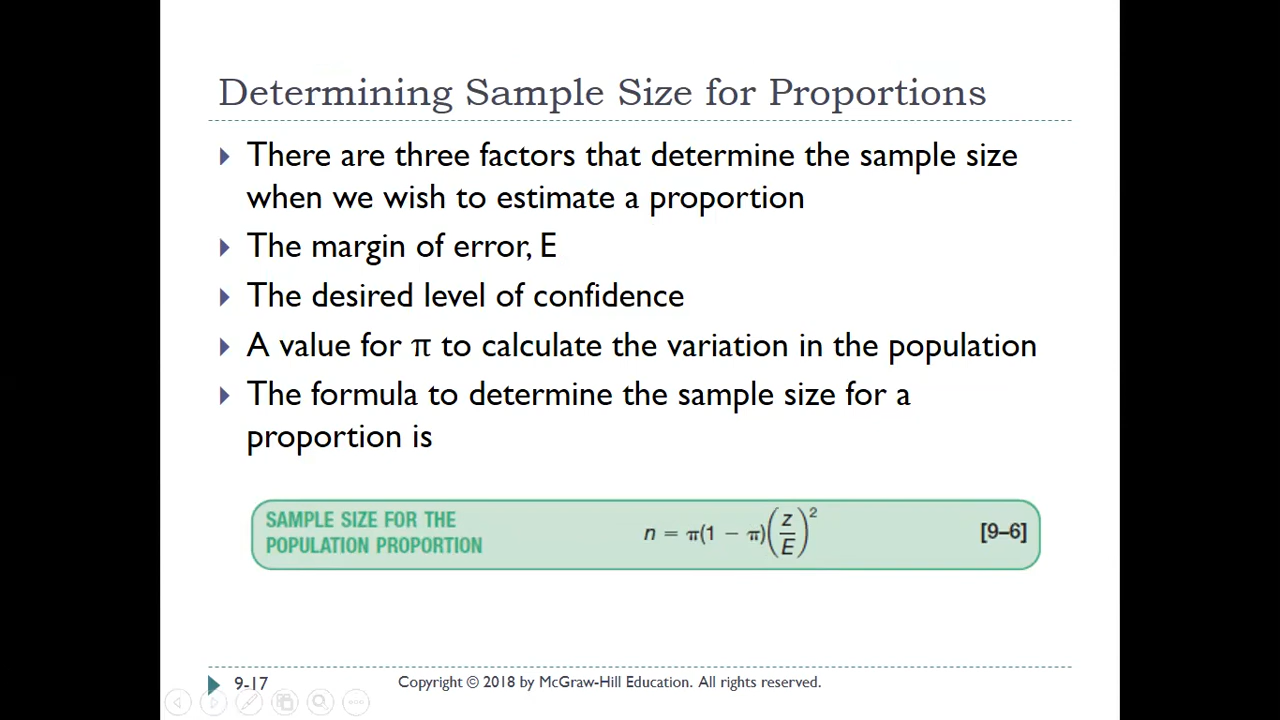 Determining Sample Size for Proportions
There are three factors that determine the sample size
when we wish to estimate a proportion
The margin of error, E
The desired level of confidence
A value for π to calculate the variation in the population
The formula to determine the sample size for a
proportion is
SAMPLE SIZE FOR THE
POPULATION PROPORTION
n = π(1 − π)(z/E)² [9–6]
9-17 Copyright © 2018 by McGraw-Hill Education. All rights reserved.